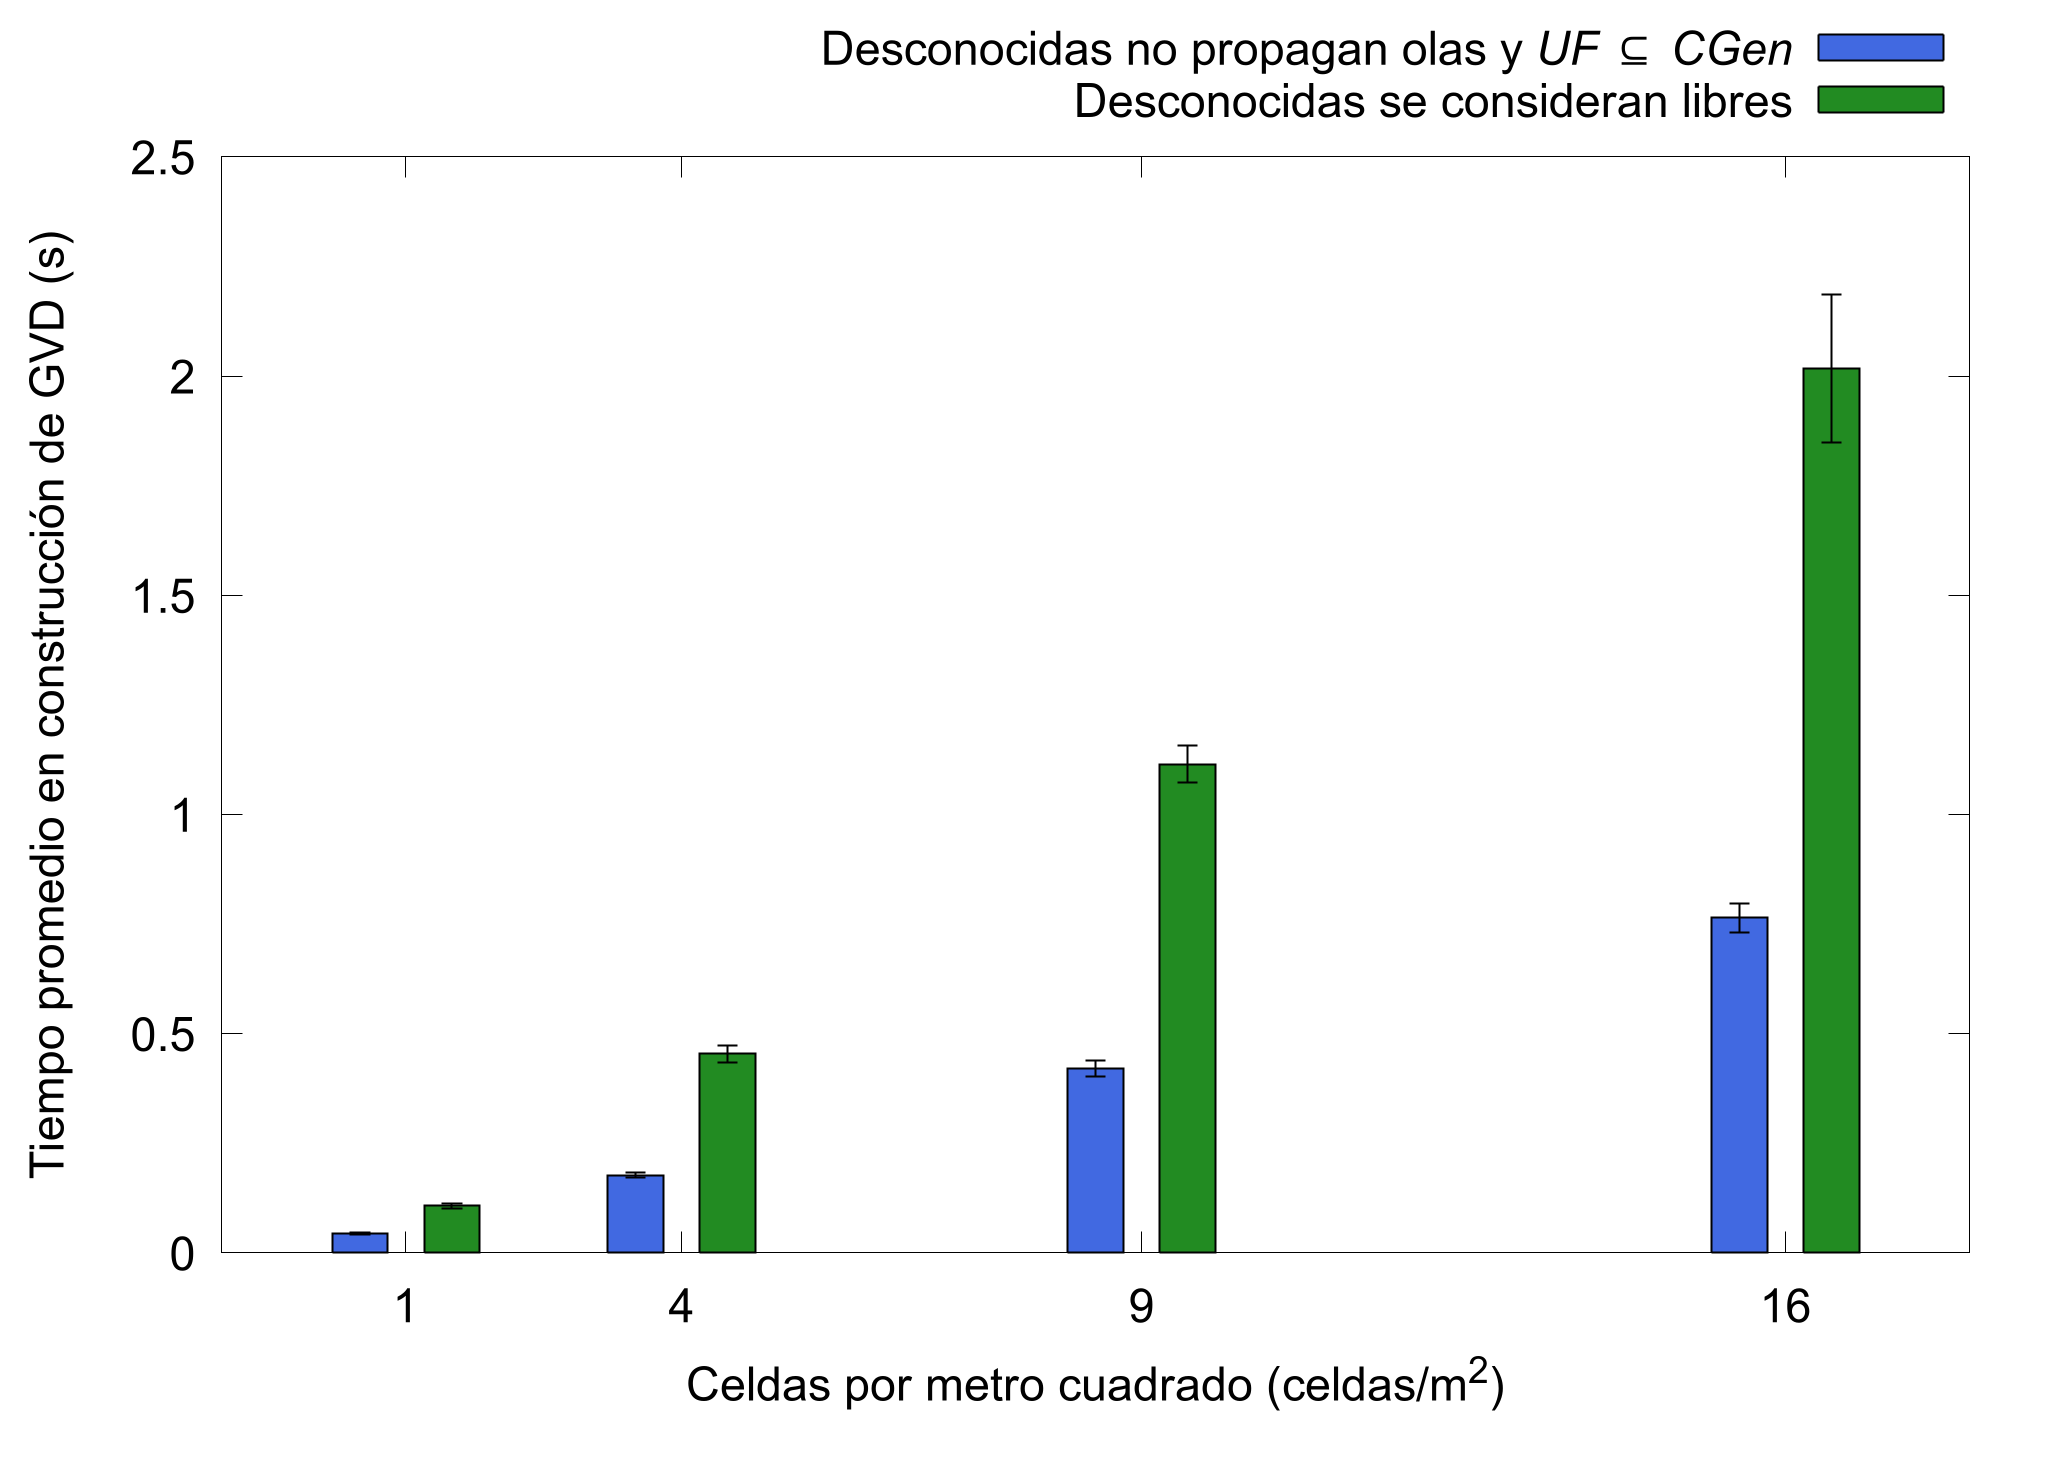 Desconocidas no propagan olas y UF ⊆ CGen
Desconocidas se consideran libres
2.5
2
1.5
1
0.5
0
Tiempo promedio en construcción de GVD (s)
1 4 9 16
Celdas por metro cuadrado (celdas/m²)